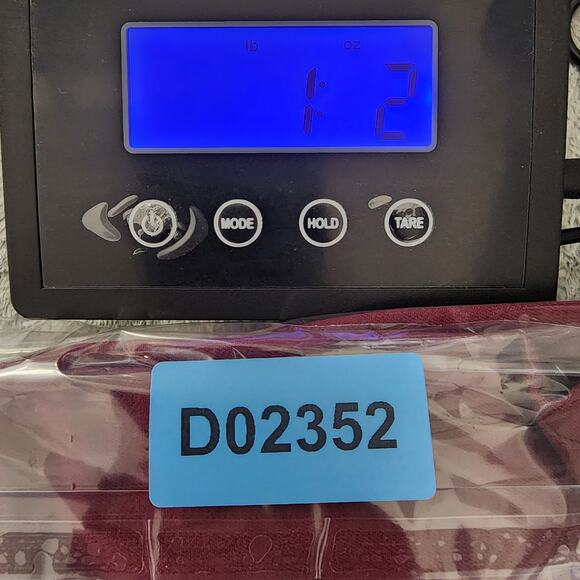 lb oz
1: 2
MODE HOLD TARE
D02352